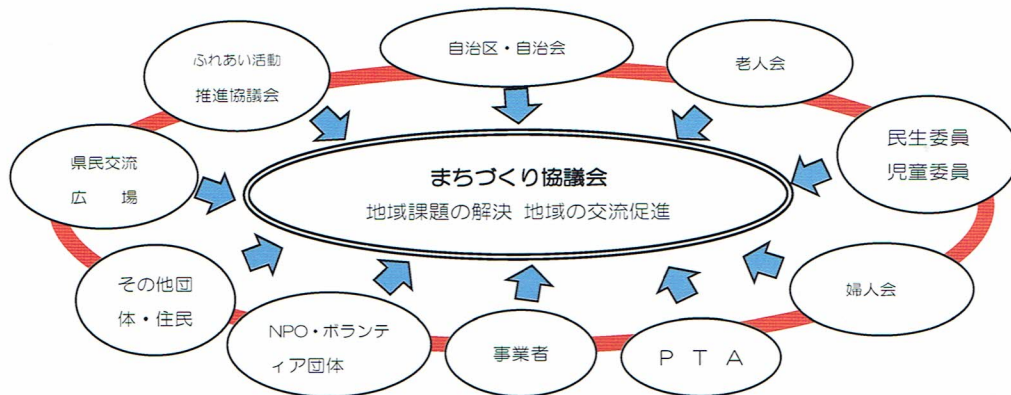 自治区・自治会
ふれあい活動
推進協議会
老人会
民生委員
児童委員
県民交流
広　場
まちづくり協議会
地域課題の解決 地域の交流促進
その他団
体・住民
婦人会
NPO・ボランテ
ィア団体
事業者
Ｐ Ｔ Ａ